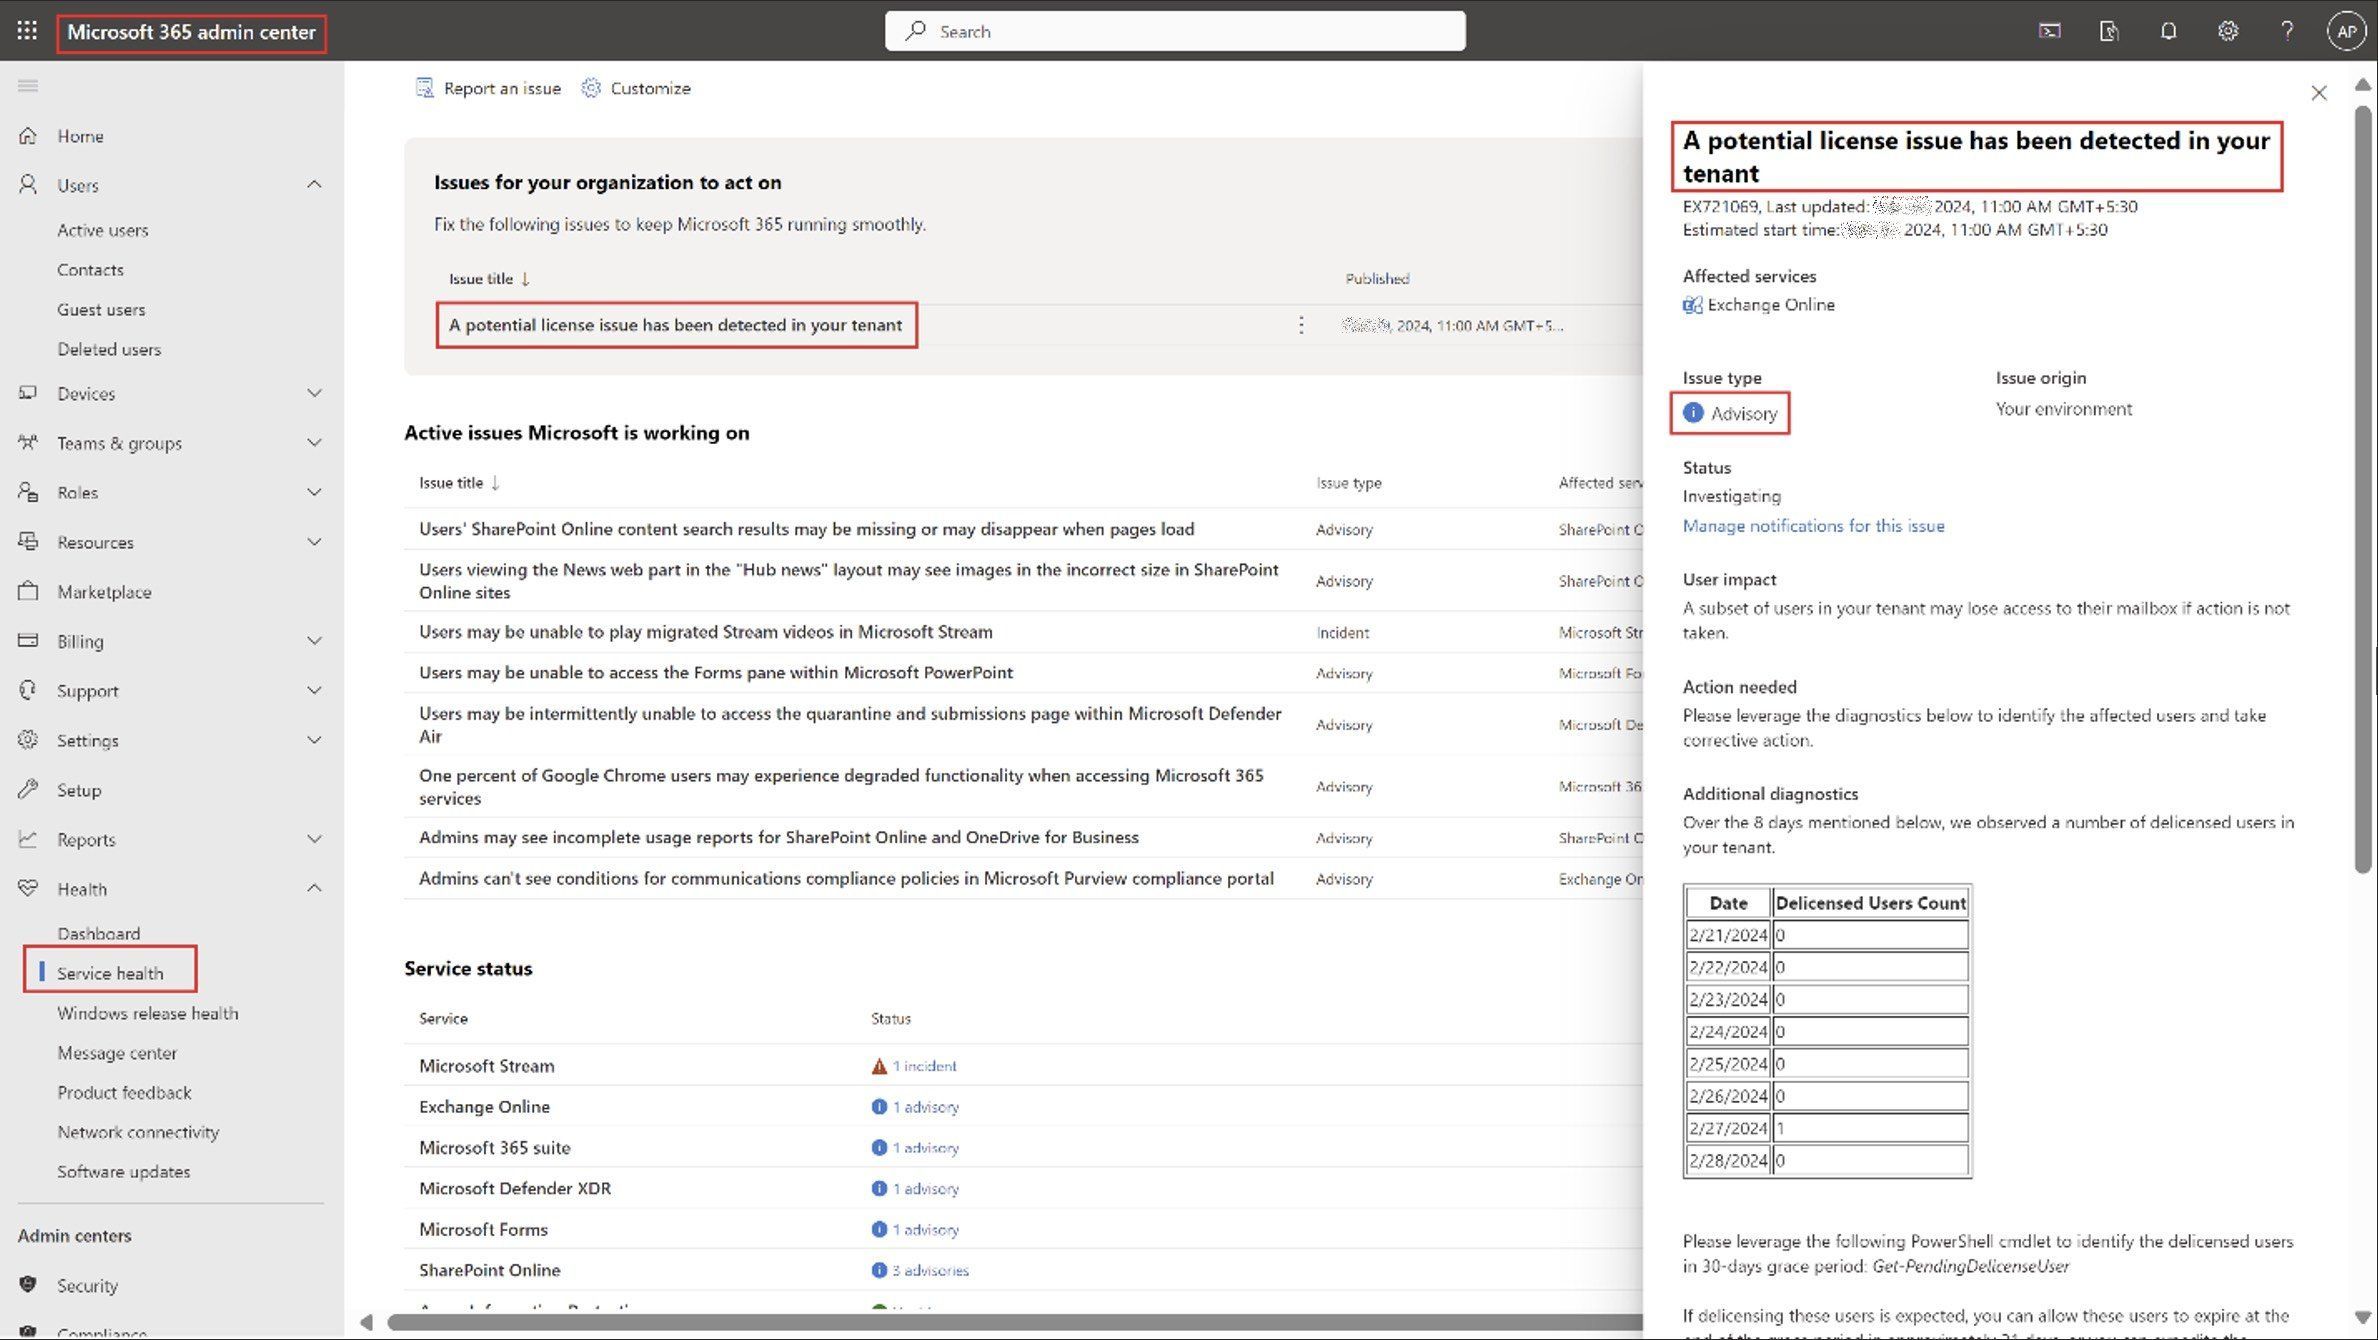 Microsoft 365 admin center
Search
AP
Home
Users
Active users
Contacts
Guest users
Deleted users
Devices
Teams & groups
Roles
Resources
Marketplace
Billing
Support
Settings
Setup
Reports
Health
Dashboard
Service health
Windows release health
Message center
Product feedback
Network connectivity
Software updates
Admin centers
Security
Compliance
Report an issue
Customize
Issues for your organization to act on
Fix the following issues to keep Microsoft 365 running smoothly.
Issue title ↓ Published
A potential license issue has been detected in your tenant 2024, 11:00 AM GMT+5...
Active issues Microsoft is working on
Issue title ↓ Issue type Affected serv
Users' SharePoint Online content search results may be missing or may disappear when pages load Advisory SharePoint O
Users viewing the News web part in the "Hub news" layout may see images in the incorrect size in SharePoint
Online sites Advisory SharePoint O
Users may be unable to play migrated Stream videos in Microsoft Stream Incident Microsoft Str
Users may be unable to access the Forms pane within Microsoft PowerPoint Advisory Microsoft Fo
Users may be intermittently unable to access the quarantine and submissions page within Microsoft Defender
Air Advisory Microsoft De
One percent of Google Chrome users may experience degraded functionality when accessing Microsoft 365
services Advisory Microsoft 36
Admins may see incomplete usage reports for SharePoint Online and OneDrive for Business Advisory SharePoint O
Admins can't see conditions for communications compliance policies in Microsoft Purview compliance portal Advisory Exchange On
Service status
Service Status
Microsoft Stream 1 incident
Exchange Online 1 advisory
Microsoft 365 suite 1 advisory
Microsoft Defender XDR 1 advisory
Microsoft Forms 1 advisory
SharePoint Online 3 advisories
A potential license issue has been detected in your
tenant
EX721069, Last updated: 2024, 11:00 AM GMT+5:30
Estimated start time: 2024, 11:00 AM GMT+5:30
Affected services
Exchange Online
Issue type Issue origin
Advisory Your environment
Status
Investigating
Manage notifications for this issue
User impact
A subset of users in your tenant may lose access to their mailbox if action is not
taken.
Action needed
Please leverage the diagnostics below to identify the affected users and take
corrective action.
Additional diagnostics
Over the 8 days mentioned below, we observed a number of delicensed users in
your tenant.
Date Delicensed Users Count
2/21/2024 0
2/22/2024 0
2/23/2024 0
2/24/2024 0
2/25/2024 0
2/26/2024 0
2/27/2024 1
2/28/2024 0
Please leverage the following PowerShell cmdlet to identify the delicensed users
in 30-days grace period: Get-PendingDelicenseUser
If delicensing these users is expected, you can allow these users to expire at the